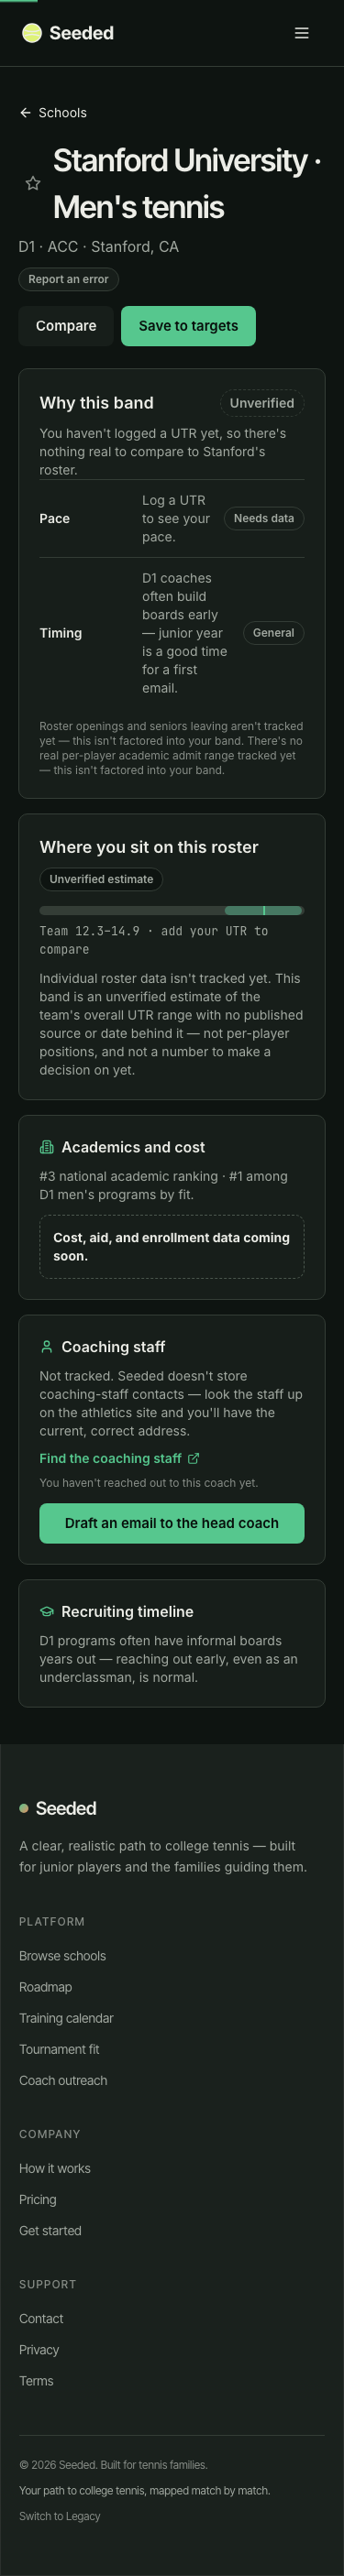 Seeded
Schools
Stanford University ·
Men's tennis
D1 · ACC · Stanford, CA
Report an error
Compare
Save to targets
Why this band
Unverified
You haven't logged a UTR yet, so there's
nothing real to compare to Stanford's
roster.
Pace
Log a UTR
to see your
pace.
Needs data
Timing
D1 coaches
often build
boards early
— junior year
is a good time
for a first
email.
General
Roster openings and seniors leaving aren't tracked
yet — this isn't factored into your band. There's no
real per-player academic admit range tracked yet
— this isn't factored into your band.
Where you sit on this roster
Unverified estimate
Team 12.3–14.9 · add your UTR to
compare
Individual roster data isn't tracked yet. This
band is an unverified estimate of the
team's overall UTR range with no published
source or date behind it — not per-player
positions, and not a number to make a
decision on yet.
Academics and cost
#3 national academic ranking · #1 among
D1 men's programs by fit.
Cost, aid, and enrollment data coming
soon.
Coaching staff
Not tracked. Seeded doesn't store
coaching-staff contacts — look the staff up
on the athletics site and you'll have the
current, correct address.
Find the coaching staff
You haven't reached out to this coach yet.
Draft an email to the head coach
Recruiting timeline
D1 programs often have informal boards
years out — reaching out early, even as an
underclassman, is normal.
Seeded
A clear, realistic path to college tennis — built
for junior players and the families guiding them.
PLATFORM
Browse schools
Roadmap
Training calendar
Tournament fit
Coach outreach
COMPANY
How it works
Pricing
Get started
SUPPORT
Contact
Privacy
Terms
© 2026 Seeded. Built for tennis families.
Your path to college tennis, mapped match by match.
Switch to Legacy